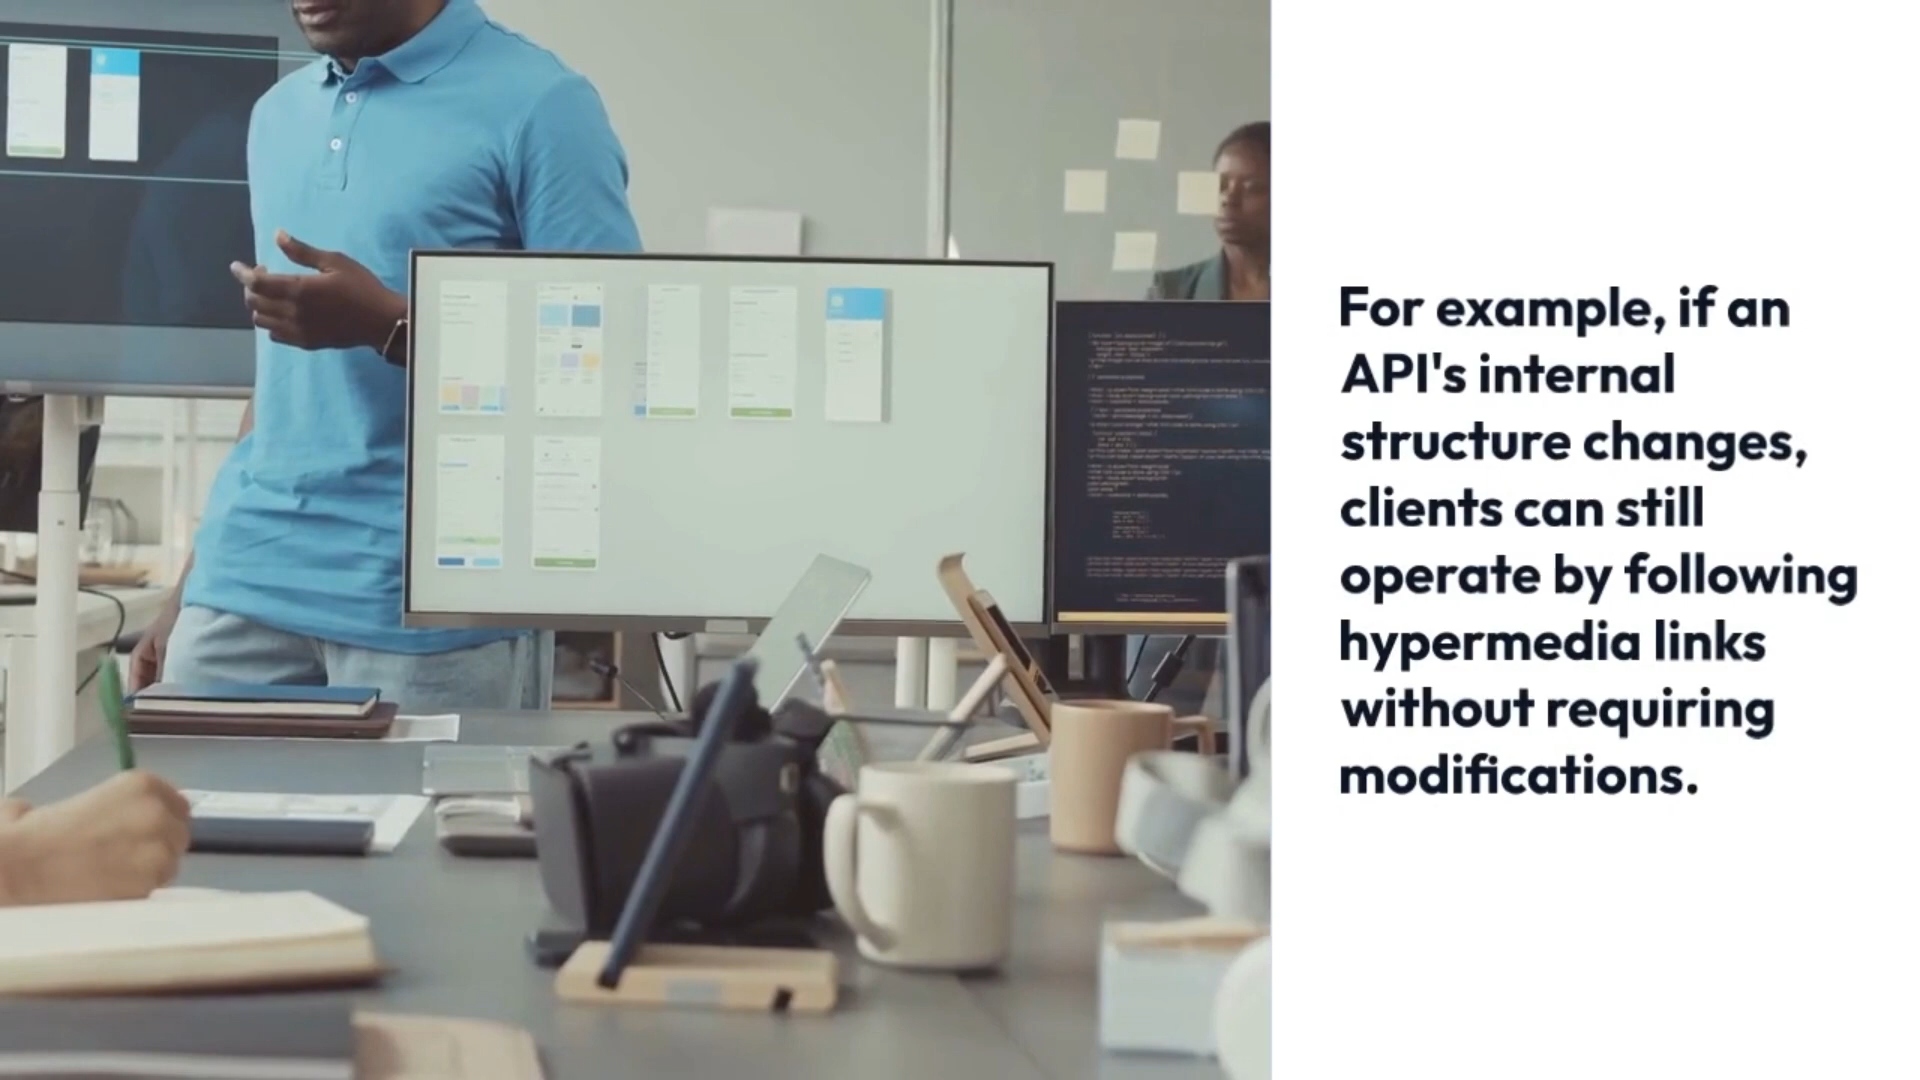 For example, if an
API's internal
structure changes,
clients can still
operate by following
hypermedia links
without requiring
modifications.